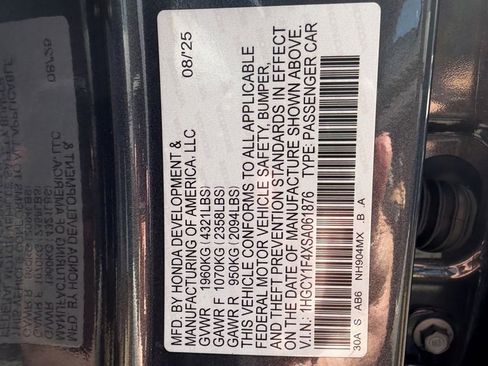 MFD. BY HONDA DEVELOPMENT & 08/'25
MANUFACTURING OF AMERICA, LLC
GVWR 1960KG (4321LBS)
GAWR F 1070KG (2358LBS)
GAWR R 950KG (2094LBS)
THIS VEHICLE CONFORMS TO ALL APPLICABLE
FEDERAL MOTOR VEHICLE SAFETY, BUMPER,
AND THEFT PREVENTION STANDARDS IN EFFECT
ON THE DATE OF MANUFACTURE SHOWN ABOVE.
V.I.N.: 1HGCY1F4XSA061876 TYPE: PASSENGER CAR
30A S AB6 NH904MX B A